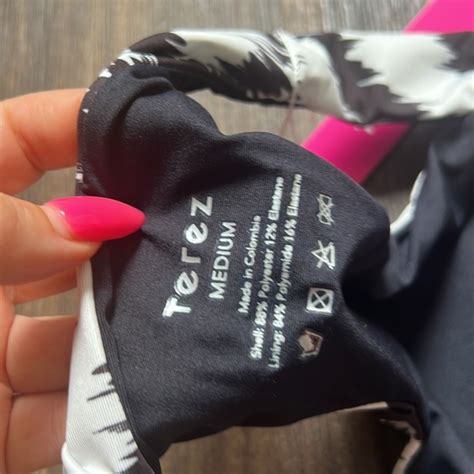 Terez
MEDIUM
Made in Colombia
Shell: 88% Polyester 12% Elastane
Lining: 84% Polyamide 16% Elastane